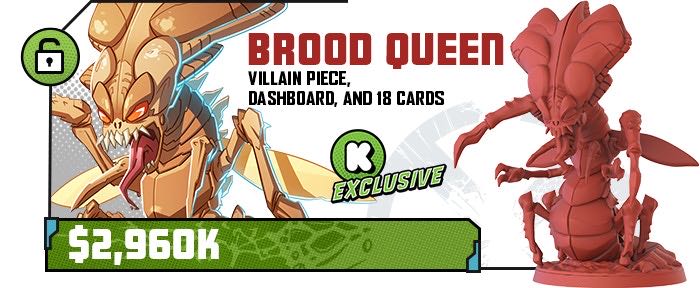 BROOD QUEEN
VILLAIN PIECE,
DASHBOARD, AND 18 CARDS
K
EXCLUSIVE
$2,960K